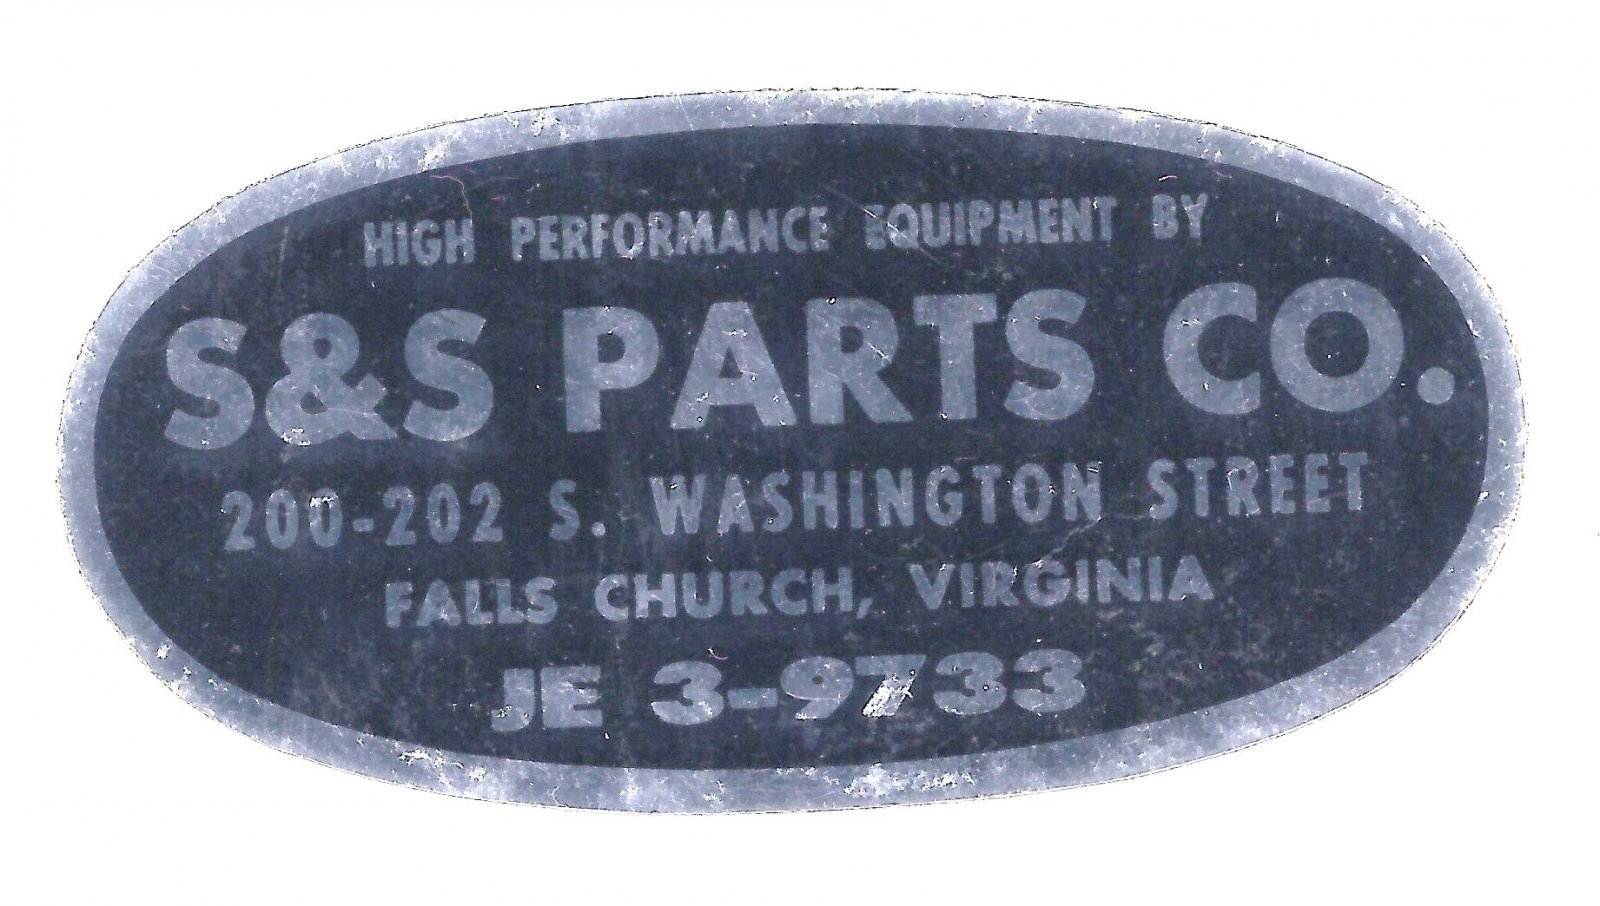 HIGH PERFORMANCE EQUIPMENT BY
S&S PARTS CO.
200-202 S. WASHINGTON STREET
FALLS CHURCH, VIRGINIA
JE 3-9733